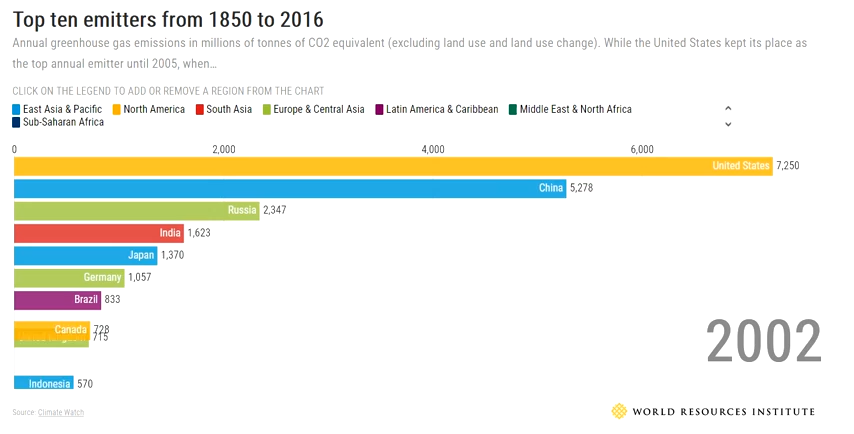 Top ten emitters from 1850 to 2016
Annual greenhouse gas emissions in millions of tonnes of CO2 equivalent (excluding land use and land use change). While the United States kept its place as
the top annual emitter until 2005, when…
CLICK ON THE LEGEND TO ADD OR REMOVE A REGION FROM THE CHART
East Asia & Pacific North America South Asia Europe & Central Asia Latin America & Caribbean Middle East & North Africa
Sub-Saharan Africa
0 2,000 4,000 6,000
United States 7,250
China 5,278
Russia 2,347
India 1,623
Japan 1,370
Germany 1,057
Brazil 833
Canada 728
715
2002
Indonesia 570
Source: Climate Watch
WORLD RESOURCES INSTITUTE